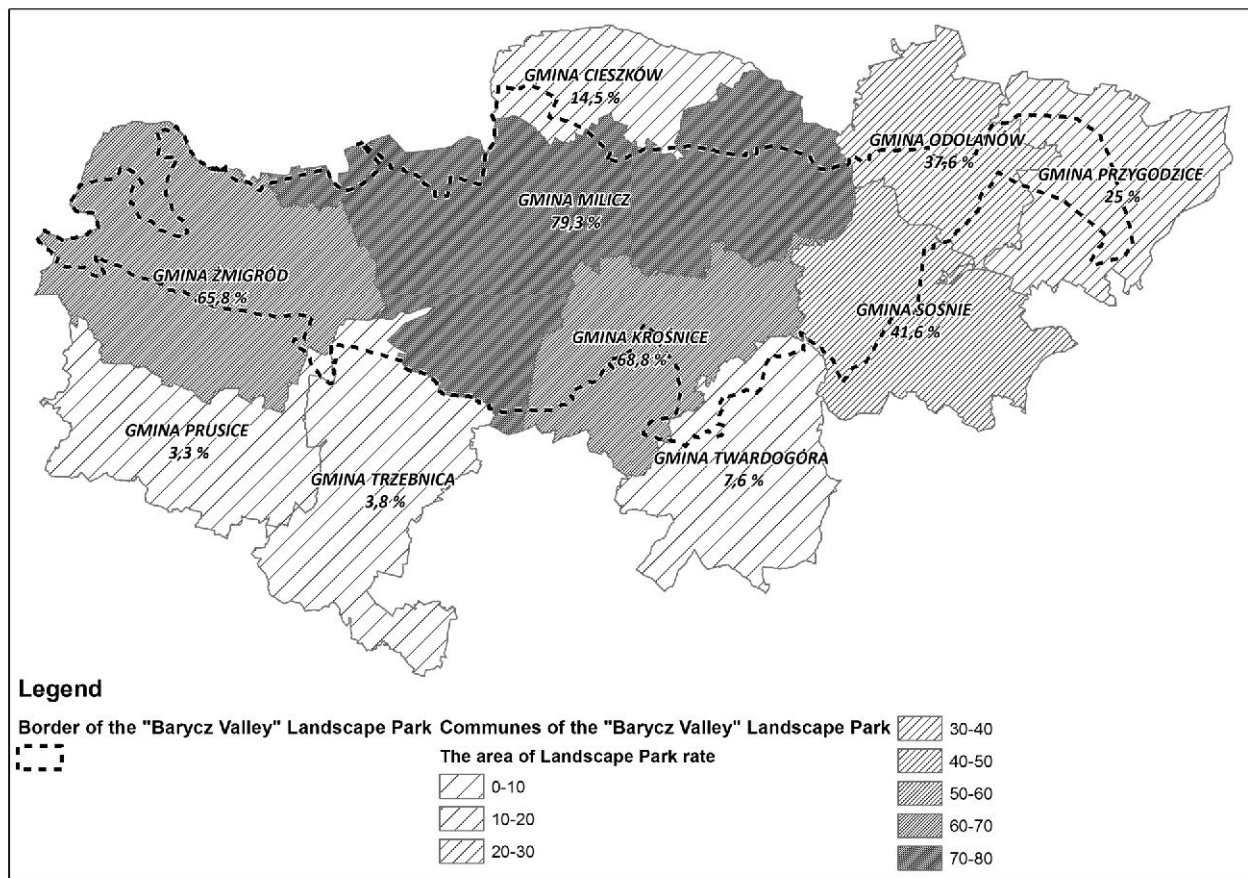 GMINA CIESZKÓW
14,5 %
GMINA ODOLANÓW
37,6 %
GMINA PRZYGODZICE
25 %
GMINA MILICZ
79,3 %
GMINA ŻMIGRÓD
65,8 %
GMINA SOŚNIE
41,6 %
GMINA KROŚNICE
68,8 %
GMINA PRUSICE
3,3 %
GMINA TRZEBNICA
3,8 %
GMINA TWARDOGÓRA
7,6 %
Legend
Border of the "Barycz Valley" Landscape Park
Communes of the "Barycz Valley" Landscape Park
The area of Landscape Park rate
0-10
10-20
20-30
30-40
40-50
50-60
60-70
70-80